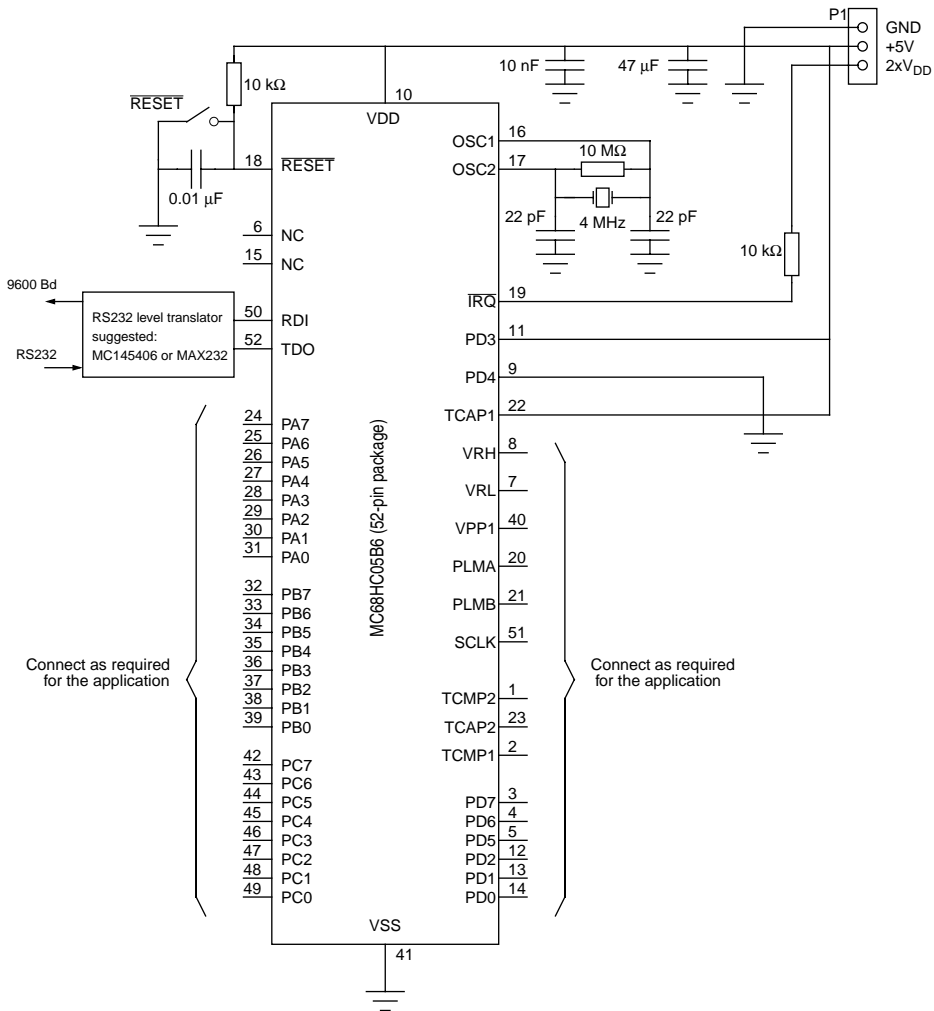 P1
GND
+5V
2xVDD
10 nF
47 µF
10 kΩ
RESET
10
VDD
18
RESET
0.01 µF
16
OSC1
17
OSC2
10 MΩ
22 pF
4 MHz
22 pF
6
NC
15
NC
10 kΩ
9600 Bd
RS232
RS232 level translator
suggested:
MC145406 or MAX232
50
RDI
52
TDO
19
IRQ
11
PD3
9
PD4
22
TCAP1
24
PA7
25
PA6
26
PA5
27
PA4
28
PA3
29
PA2
30
PA1
31
PA0
32
PB7
33
PB6
34
PB5
35
PB4
36
PB3
37
PB2
38
PB1
39
PB0
42
PC7
43
PC6
44
PC5
45
PC4
46
PC3
47
PC2
48
PC1
49
PC0
Connect as required
for the application
MC68HC05B6 (52-pin package)
8
VRH
7
VRL
40
VPP1
20
PLMA
21
PLMB
51
SCLK
1
TCMP2
23
TCAP2
2
TCMP1
3
PD7
4
PD6
5
PD5
12
PD2
13
PD1
14
PD0
Connect as required
for the application
VSS
41